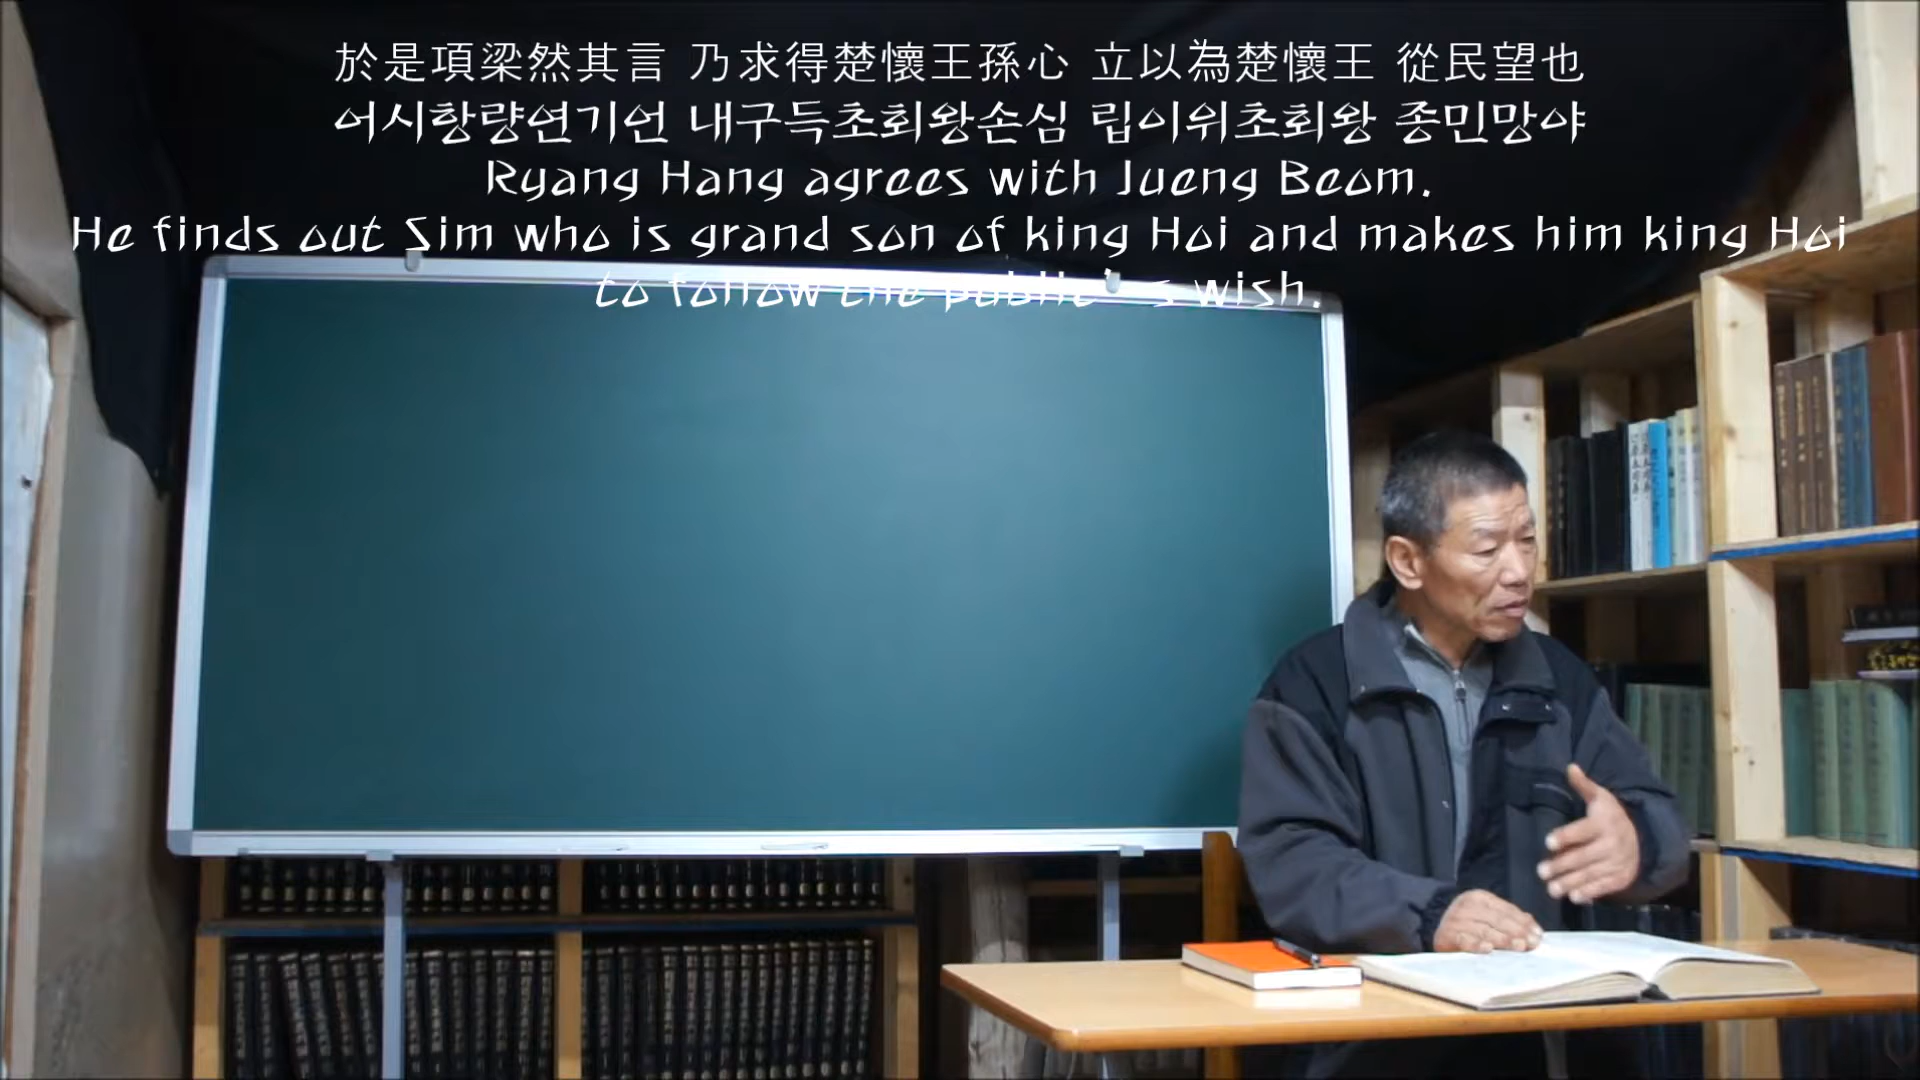 於是項梁然其言 乃求得楚懷王孫心 立以為楚懷王 從民望也
어시항량연기언 내구득초회왕손심 립이위초회왕 종민망야
Ryang Hang agrees with Jueng Beom.
He finds out Sim who is grand son of king Hoi and makes him king Hoi
to follow the public's wish.